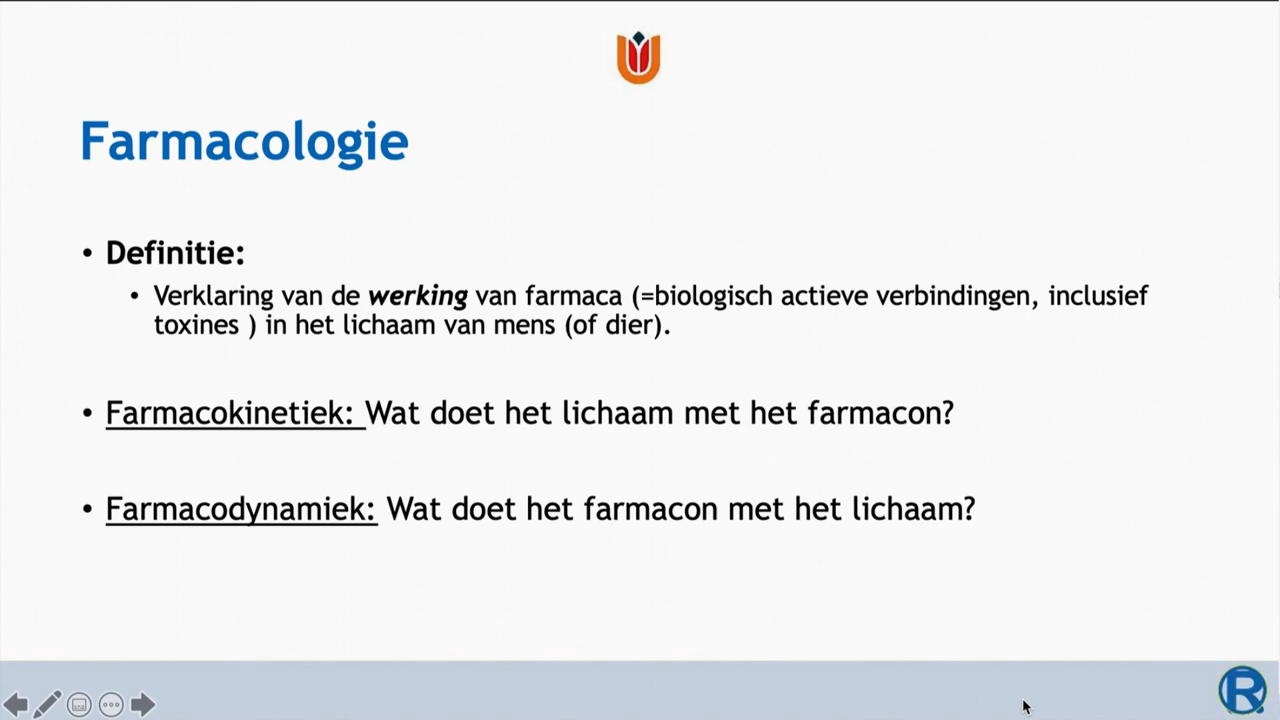 Farmacologie
• Definitie:
• Verklaring van de werking van farmaca (=biologisch actieve verbindingen, inclusief
toxines ) in het lichaam van mens (of dier).
• Farmacokinetiek: Wat doet het lichaam met het farmacon?
• Farmacodynamiek: Wat doet het farmacon met het lichaam?
R